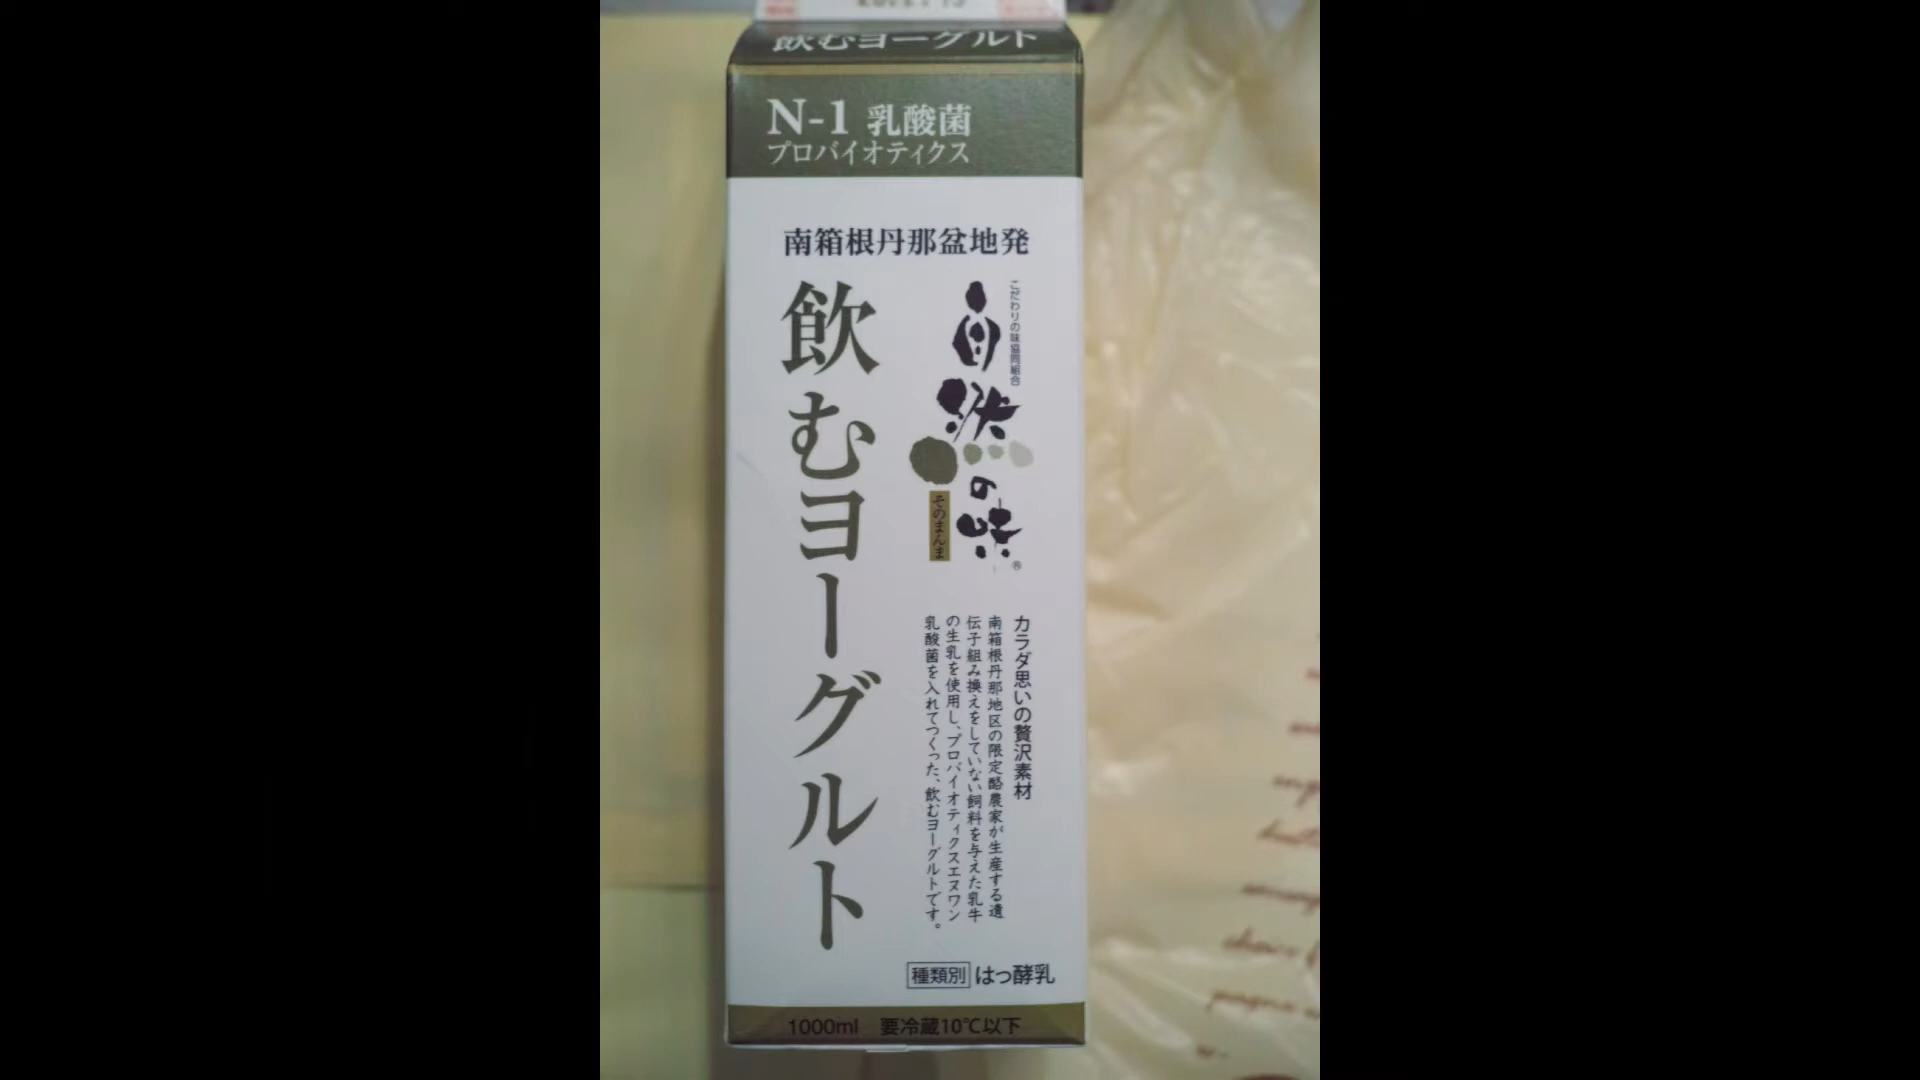 飲むヨーグルト
N-1 乳酸菌
プロバイオティクス
南箱根丹那盆地発
こだわりの味協同組合
自然の味
そのまんま
®
飲むヨーグルト
カラダ思いの贅沢素材
南箱根丹那地区の限定酪農家が生産する遺
伝子組み換えをしていない飼料を与えた乳牛
の生乳を使用し、プロバイオティクスエヌワン
乳酸菌を入れてつくった、飲むヨーグルトです。
種類別 はっ酵乳
1000ml 要冷蔵10℃以下